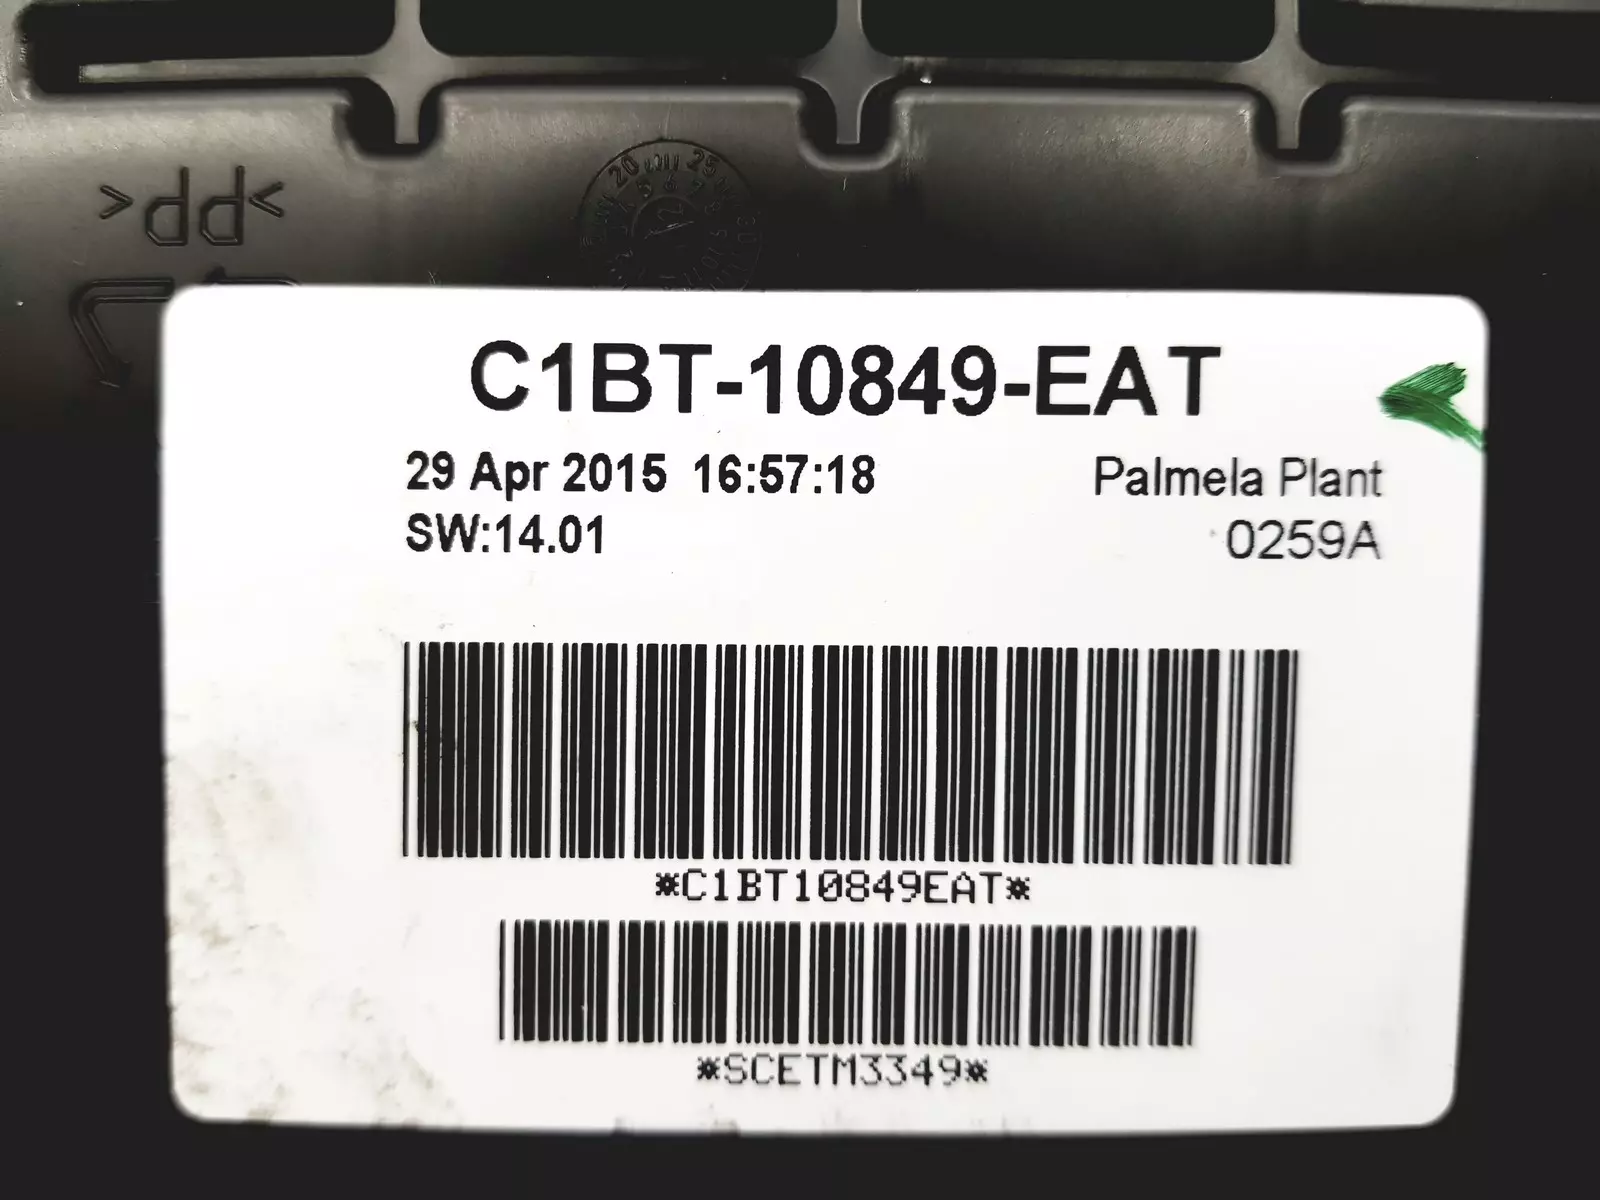 >PP<
C1BT-10849-EAT
29 Apr 2015 16:57:18
Palmela Plant
SW:14.01
0259A
*C1BT10849EAT*
*SCETM3349*